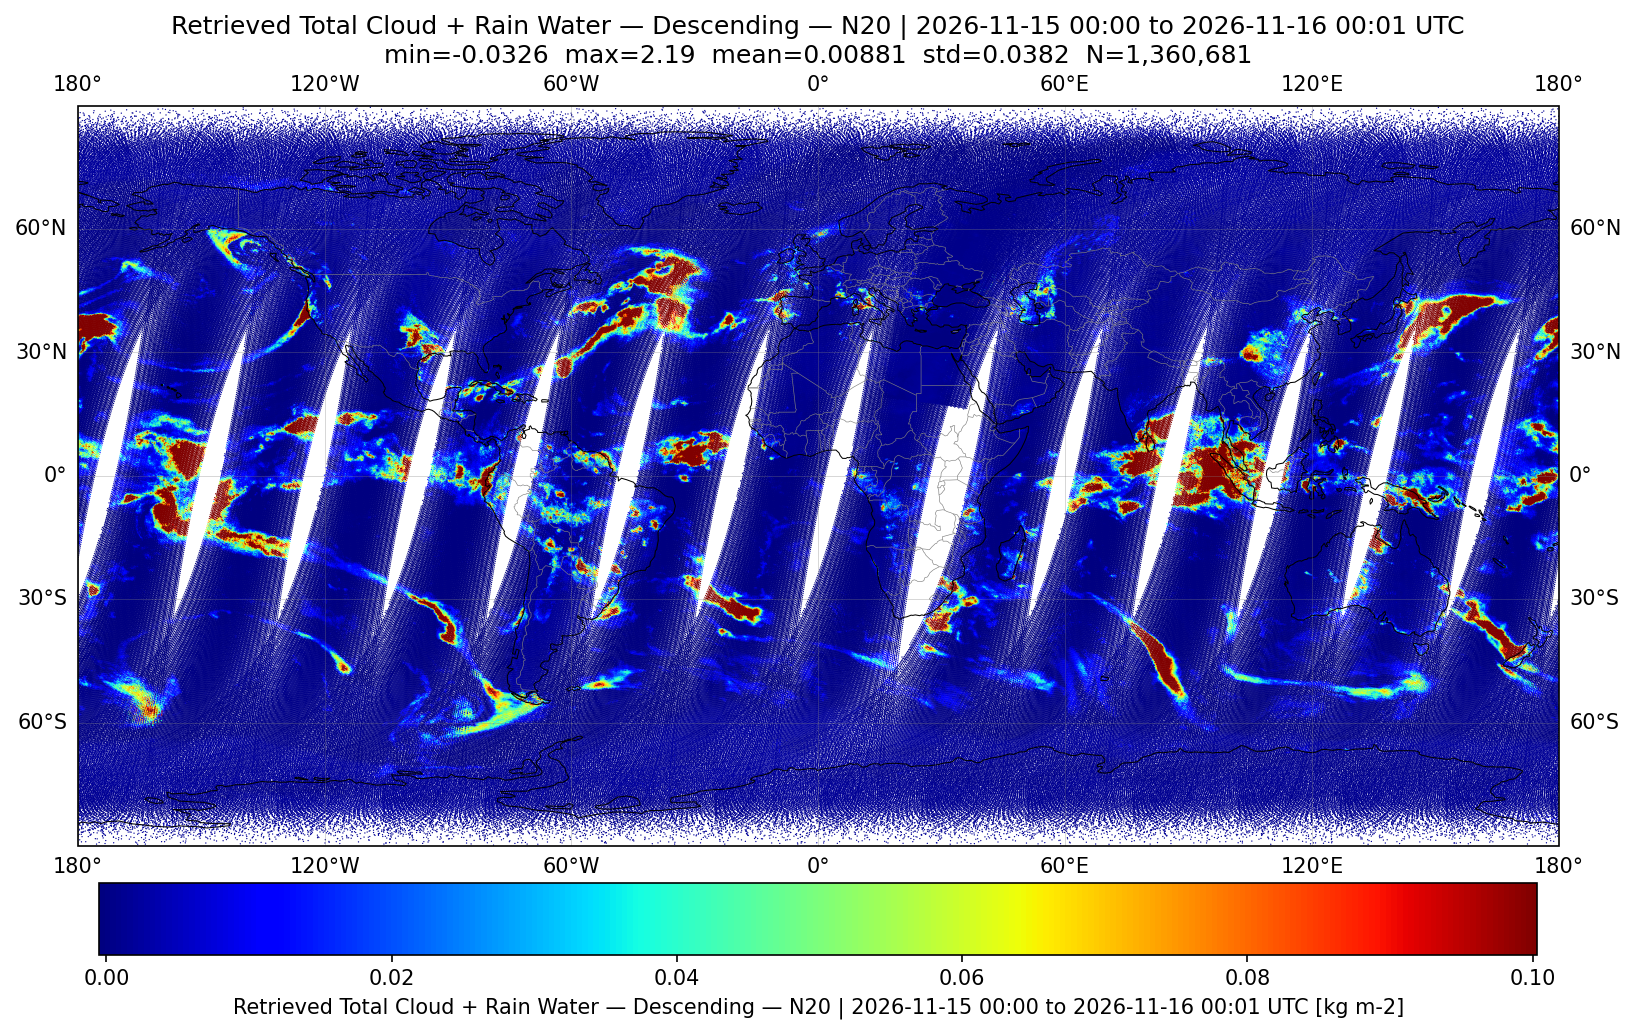 Retrieved Total Cloud + Rain Water — Descending — N20 | 2026-11-15 00:00 to 2026-11-16 00:01 UTC
min=-0.0326 max=2.19 mean=0.00881 std=0.0382 N=1,360,681
180° 120°W 60°W 0° 60°E 120°E 180°
60°N 60°N
30°N 30°N
0° 0°
30°S 30°S
60°S 60°S
180° 120°W 60°W 0° 60°E 120°E 180°
0.00 0.02 0.04 0.06 0.08 0.10
Retrieved Total Cloud + Rain Water — Descending — N20 | 2026-11-15 00:00 to 2026-11-16 00:01 UTC [kg m-2]